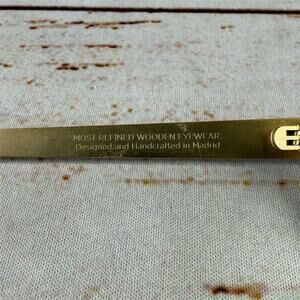 "MOST REFINED WOODEN EYEWEAR.
Designed and Handcrafted in Madrid